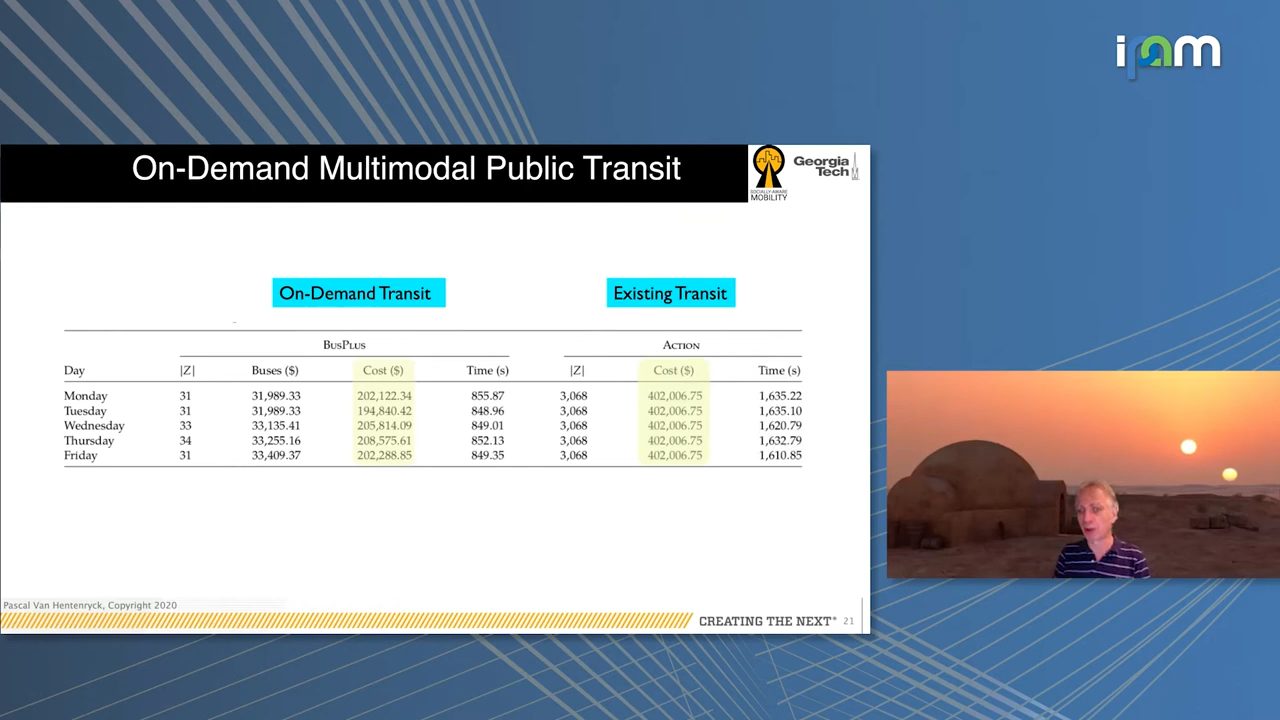 ipam
On-Demand Multimodal Public Transit
SOCIALLY-AWARE
MOBILITY
Georgia
Tech
On-Demand Transit Existing Transit
BUSPLUS ACTION
Day |Z| Buses ($) Cost ($) Time (s) |Z| Cost ($) Time (s)
Monday 31 31,989.33 202,122.34 855.87 3,068 402,006.75 1,635.22
Tuesday 31 31,989.33 194,840.42 848.96 3,068 402,006.75 1,635.10
Wednesday 33 33,135.41 205,814.09 849.01 3,068 402,006.75 1,620.79
Thursday 34 33,255.16 208,575.61 852.13 3,068 402,006.75 1,632.79
Friday 31 33,409.37 202,288.85 849.35 3,068 402,006.75 1,610.85
Pascal Van Hentenryck, Copyright 2020
CREATING THE NEXT® 21